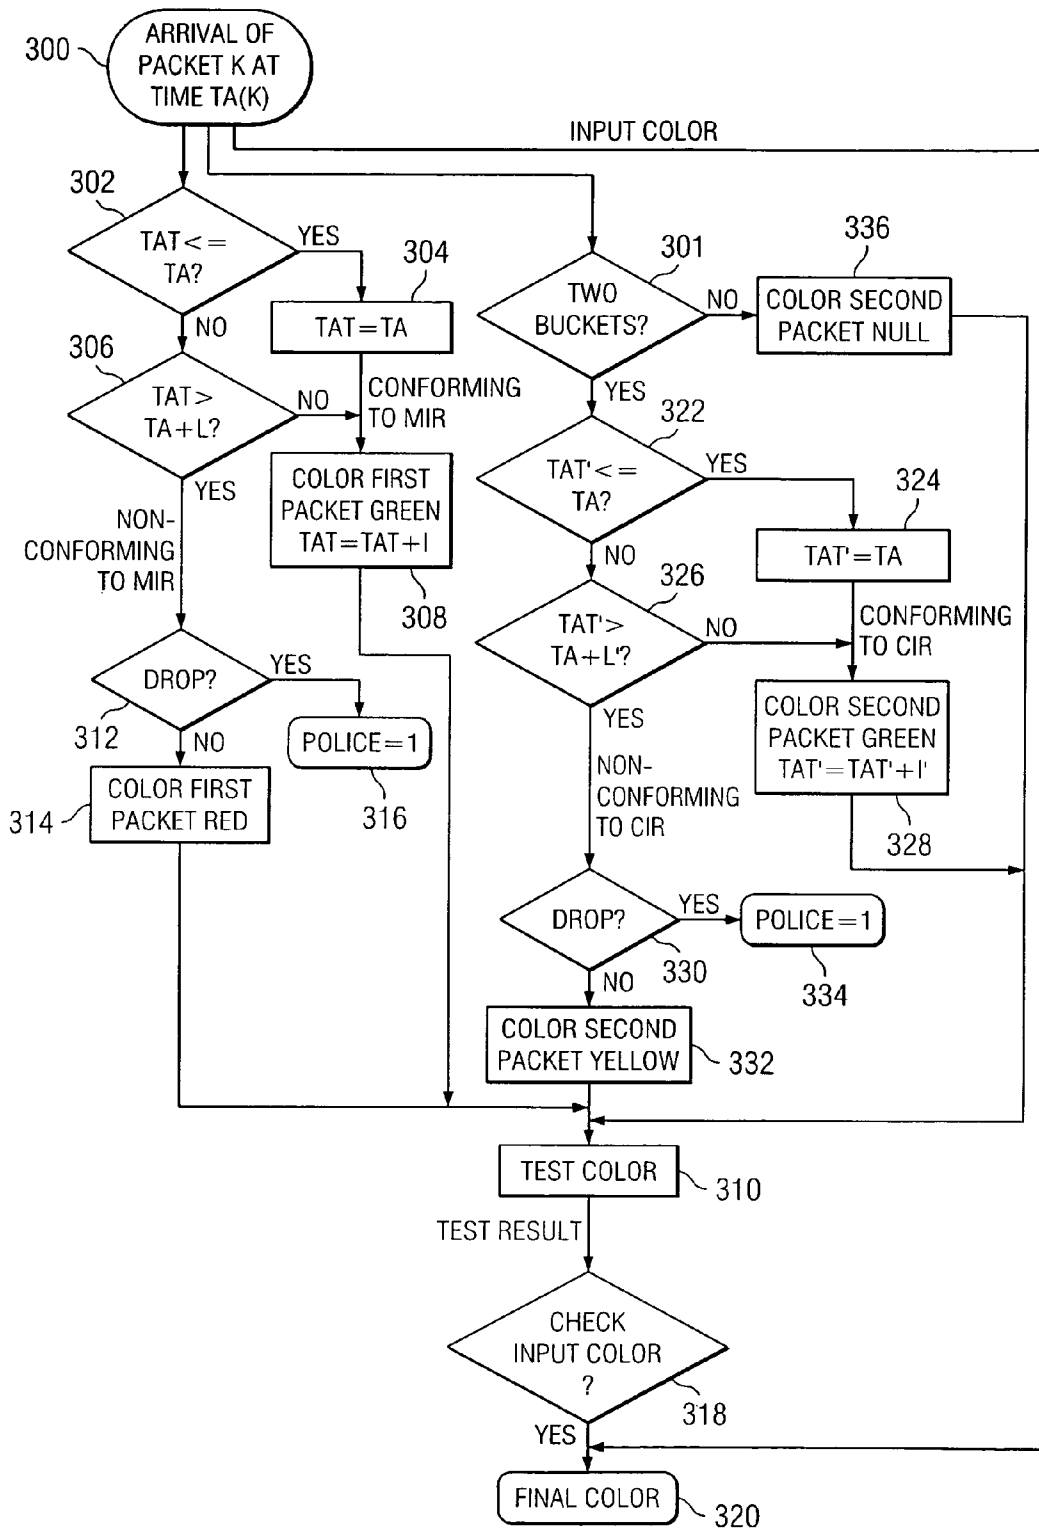 300
ARRIVAL OF
PACKET K AT
TIME TA(K)
INPUT COLOR
302
TAT<=
TA?
YES
NO
304
TAT=TA
306
TAT>
TA+L?
NO
YES
CONFORMING
TO MIR
COLOR FIRST
PACKET GREEN
TAT=TAT+I
308
NON-
CONFORMING
TO MIR
DROP?
YES
312
NO
POLICE=1
316
314
COLOR FIRST
PACKET RED
301
TWO
BUCKETS?
NO
YES
336
COLOR SECOND
PACKET NULL
322
TAT'<=
TA?
YES
NO
324
TAT'=TA
326
TAT'>
TA+L'?
NO
YES
CONFORMING
TO CIR
COLOR SECOND
PACKET GREEN
TAT'=TAT'+I'
328
NON-
CONFORMING
TO CIR
DROP?
YES
330
NO
POLICE=1
334
COLOR SECOND
PACKET YELLOW
332
TEST COLOR
310
TEST RESULT
CHECK
INPUT COLOR
?
318
YES
FINAL COLOR
320